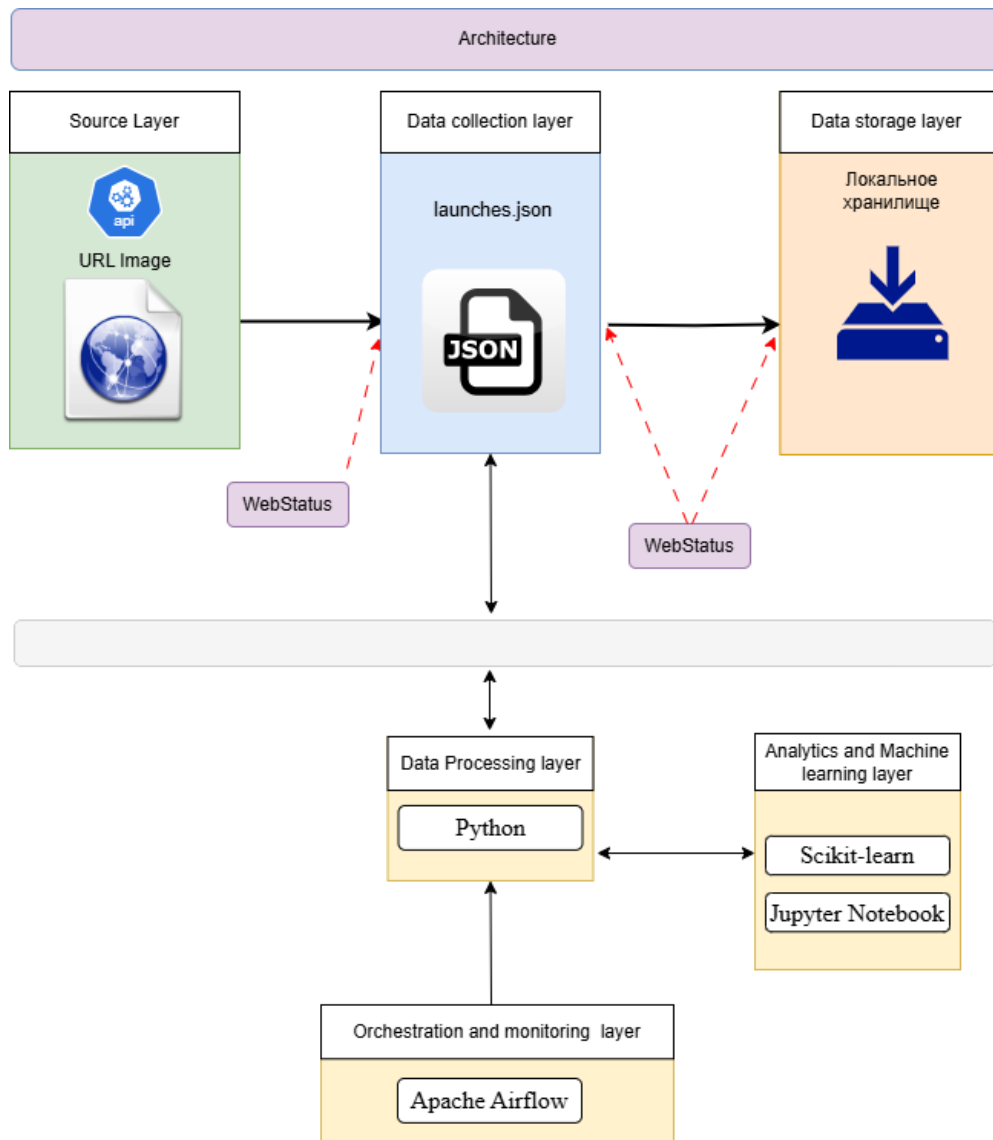 Architecture
Source Layer
Data collection layer
Data storage layer
api
URL Image
launches.json
JSON
Локальное
хранилище
WebStatus
WebStatus
Data Processing layer
Python
Analytics and Machine
learning layer
Scikit-learn
Jupyter Notebook
Orchestration and monitoring layer
Apache Airflow